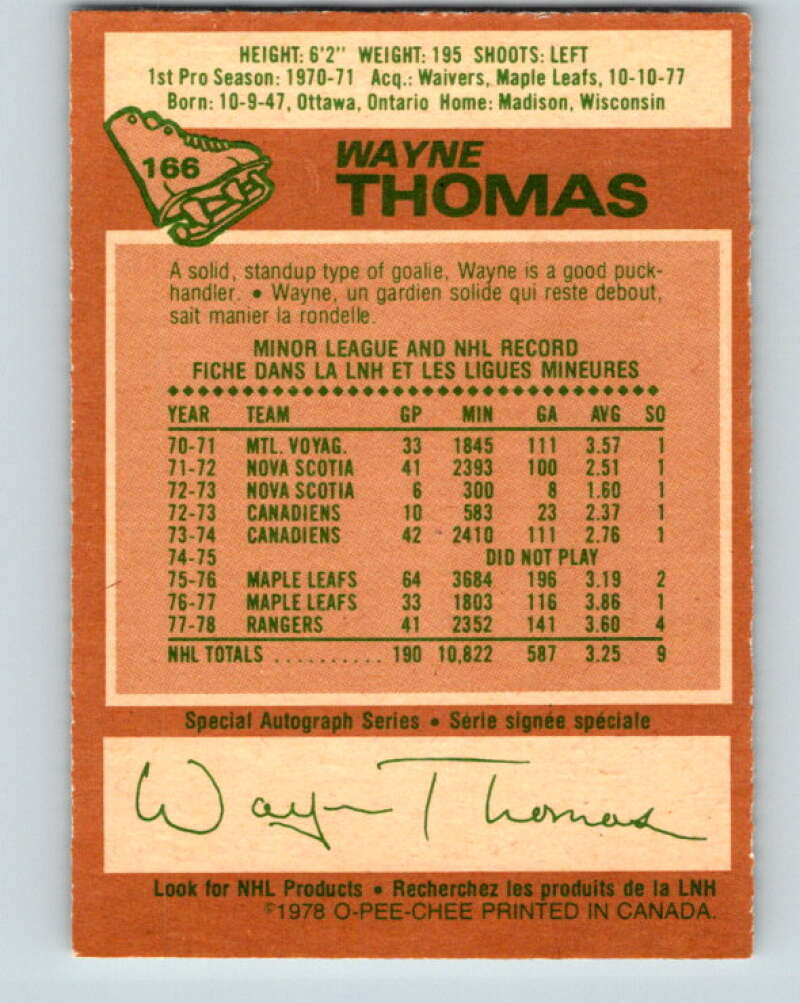 HEIGHT: 6'2" WEIGHT: 195 SHOOTS: LEFT
1st Pro Season: 1970-71 Acq.: Waivers, Maple Leafs, 10-10-77
Born: 10-9-47, Ottawa, Ontario Home: Madison, Wisconsin
166
WAYNE
THOMAS
A solid, standup type of goalie, Wayne is a good puck-
handler. • Wayne, un gardien solide qui reste debout,
sait manier la rondelle.
MINOR LEAGUE AND NHL RECORD
FICHE DANS LA LNH ET LES LIGUES MINEURES
YEAR TEAM GP MIN GA AVG SO
70-71 MTL. VOYAG. 33 1845 111 3.57 1
71-72 NOVA SCOTIA 41 2393 100 2.51 1
72-73 NOVA SCOTIA 6 300 8 1.60 1
72-73 CANADIENS 10 583 23 2.37 1
73-74 CANADIENS 42 2410 111 2.76 1
74-75 DID NOT PLAY
75-76 MAPLE LEAFS 64 3684 196 3.19 2
76-77 MAPLE LEAFS 33 1803 116 3.86 1
77-78 RANGERS 41 2352 141 3.60 4
NHL TOTALS .......... 190 10,822 587 3.25 9
Special Autograph Series • Série signée spéciale
Wayne Thomas
Look for NHL Products • Recherchez les produits de la LNH
©1978 O-PEE-CHEE PRINTED IN CANADA.